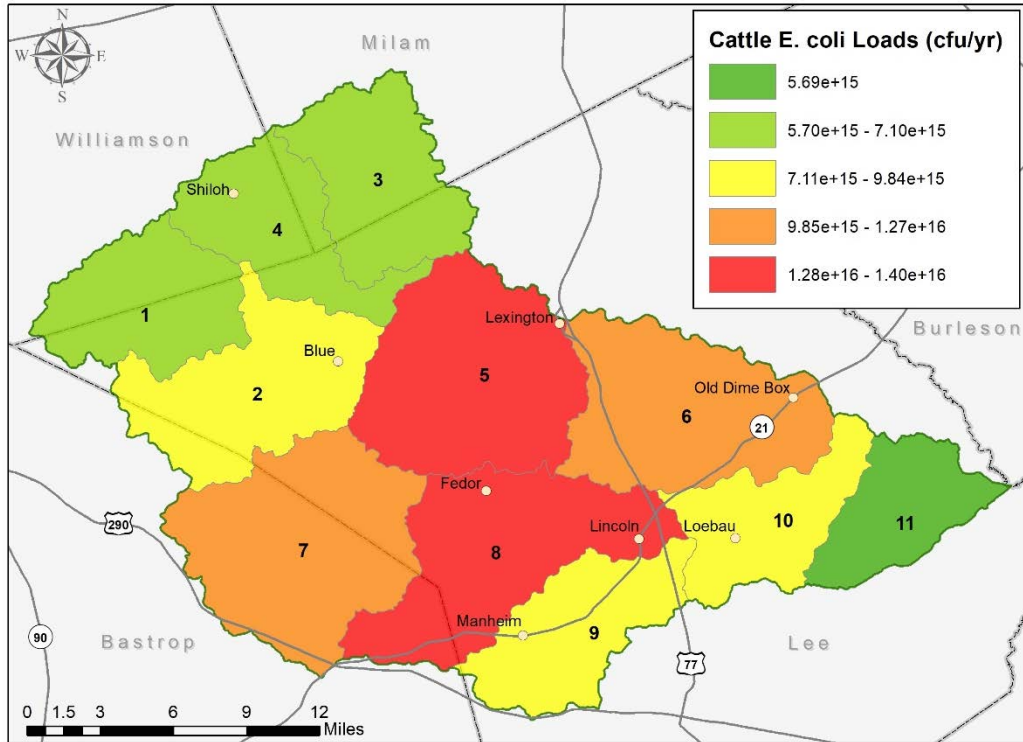 N
W E
S
Milam
Williamson
Burleson
Bastrop
Lee
Cattle E. coli Loads (cfu/yr)
5.69e+15
5.70e+15 - 7.10e+15
7.11e+15 - 9.84e+15
9.85e+15 - 1.27e+16
1.28e+16 - 1.40e+16
3
Shiloh
4
1
Lexington
Blue
2
5
Old Dime Box
6
21
Fedor
290
Lincoln
Loebau
10
11
7
8
Manheim
9
90
77
0 1.5 3 6 9 12
Miles